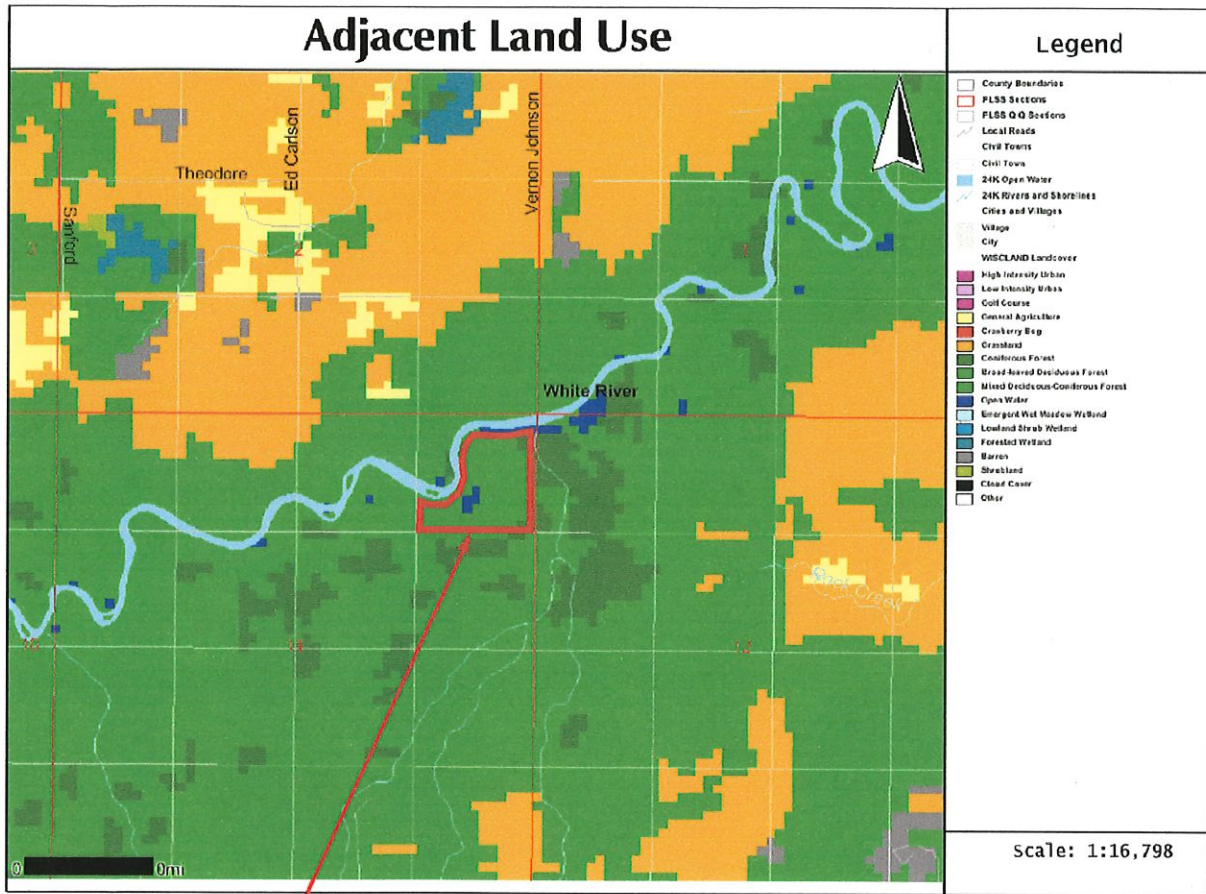 Adjacent Land Use
Theodore
Ed Carlson
Vernon Johnson
Sanford
2
White River
11
12
0 0mi
Legend
County Boundaries
PLSS Sections
PLSS QQ Sections
Local Roads
Civil Towns
Civil Town
24K Open Water
24K Rivers and Shorelines
Cities and Villages
Village
City
WISCLAND Landcover
High Intensity Urban
Low Intensity Urban
Golf Course
General Agriculture
Cranberry Bog
Grassland
Coniferous Forest
Broad-leaved Deciduous Forest
Mixed Deciduous-Coniferous Forest
Open Water
Emergent Wet Meadow Wetland
Lowland Shrub Wetland
Forested Wetland
Barren
Shrubland
Cloud Cover
Other
Scale: 1:16,798